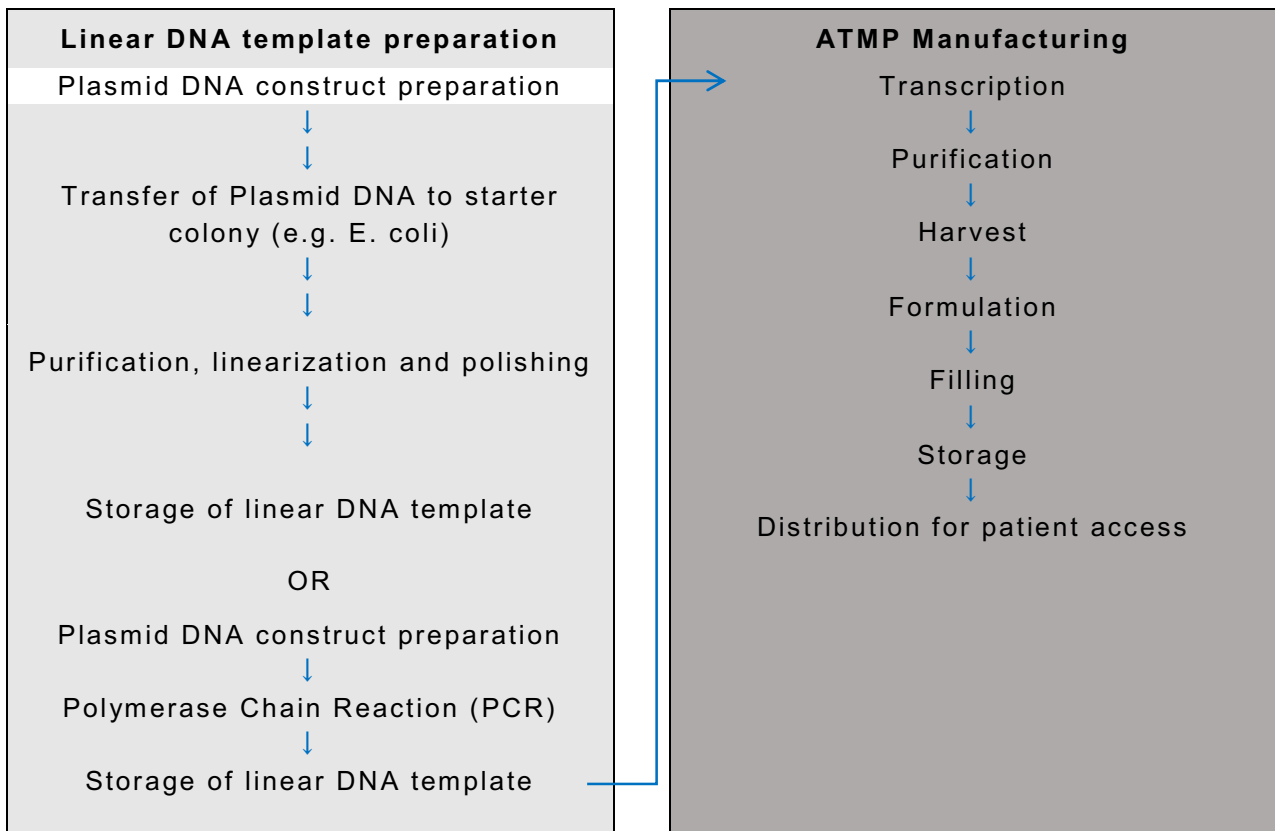 Linear DNA template preparation
Plasmid DNA construct preparation
↓
↓
Transfer of Plasmid DNA to starter
colony (e.g. E. coli)
↓
↓
Purification, linearization and polishing
↓
↓
Storage of linear DNA template
OR
Plasmid DNA construct preparation
↓
Polymerase Chain Reaction (PCR)
↓
Storage of linear DNA template
ATMP Manufacturing
Transcription
↓
Purification
↓
Harvest
↓
Formulation
↓
Filling
↓
Storage
↓
Distribution for patient access